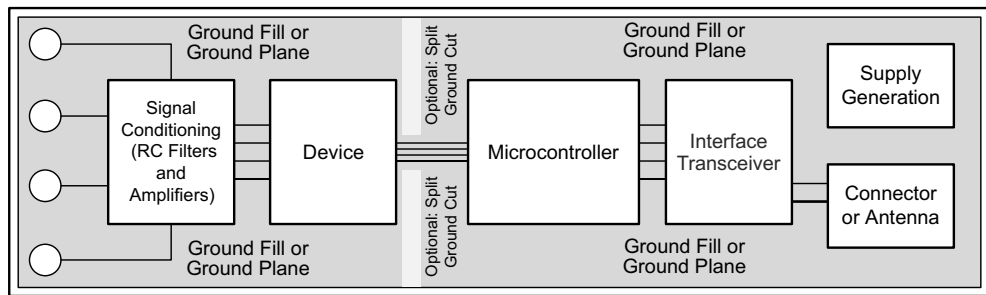 Ground Fill or
Ground Plane
Optional: Split
Ground Cut
Ground Fill or
Ground Plane
Supply
Generation
Signal
Conditioning
(RC Filters
and
Amplifiers)
Device
Microcontroller
Interface
Transceiver
Connector
or Antenna
Ground Fill or
Ground Plane
Optional: Split
Ground Cut
Ground Fill or
Ground Plane